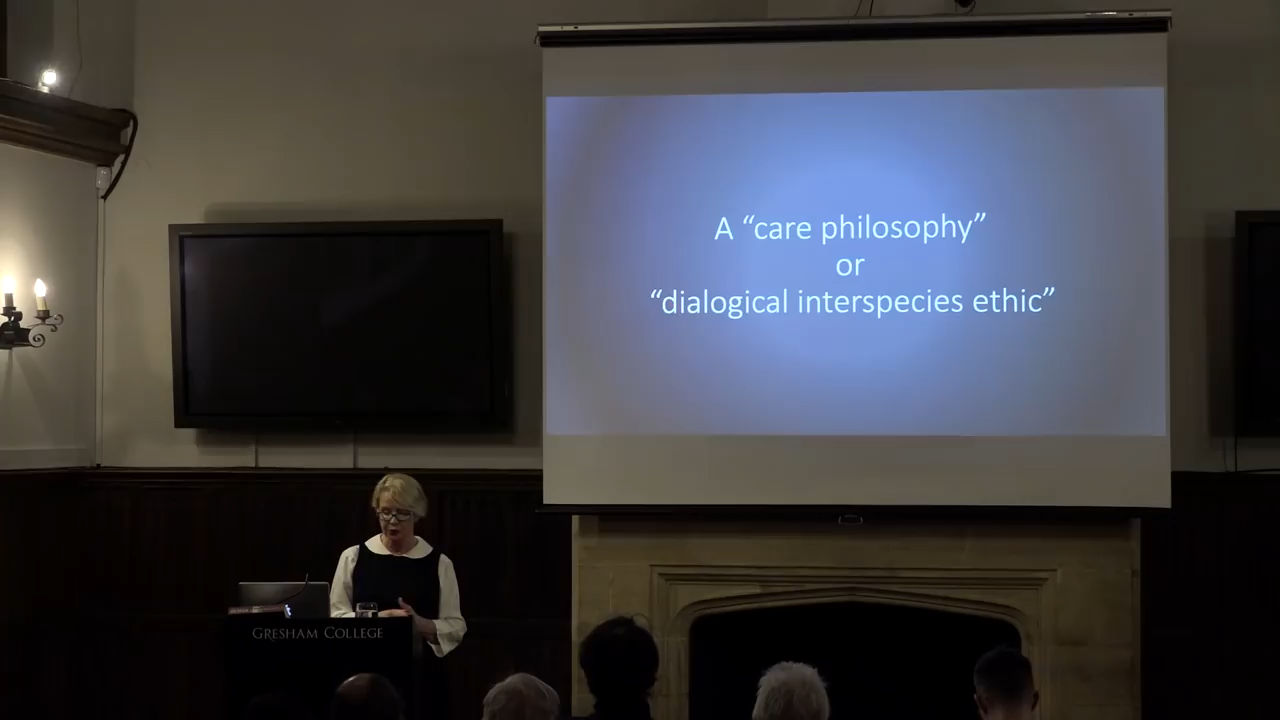 A “care philosophy”
or
“dialogical interspecies ethic”
GRESHAM COLLEGE